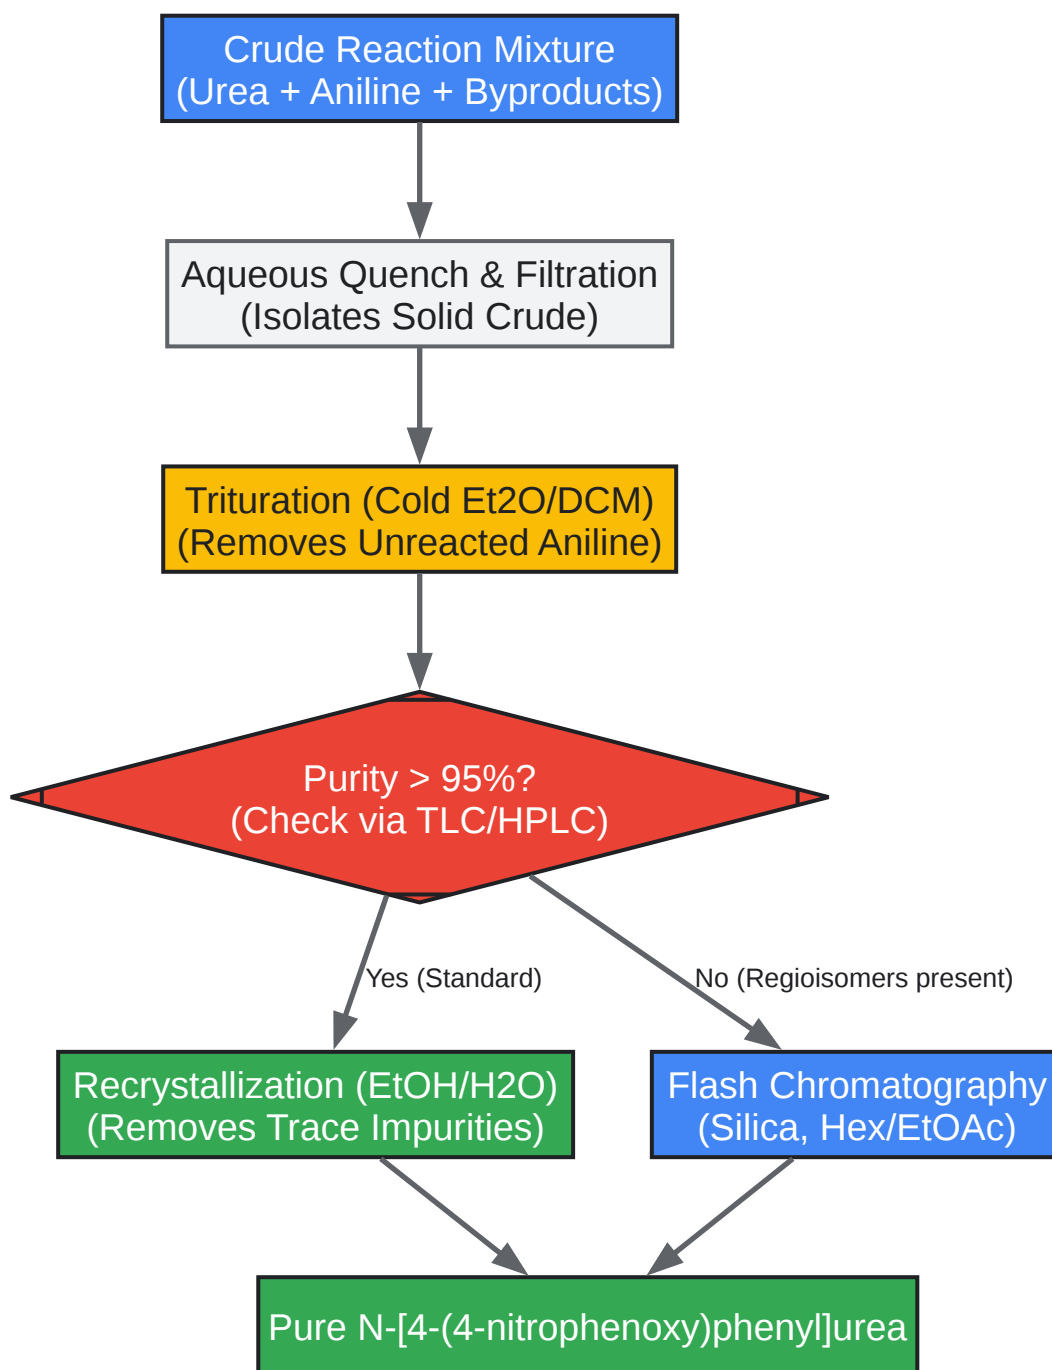 Crude Reaction Mixture
(Urea + Aniline + Byproducts)
Aqueous Quench & Filtration
(Isolates Solid Crude)
Trituration (Cold Et2O/DCM)
(Removes Unreacted Aniline)
Purity > 95%?
(Check via TLC/HPLC)
Yes (Standard)
No (Regioisomers present)
Recrystallization (EtOH/H2O)
(Removes Trace Impurities)
Flash Chromatography
(Silica, Hex/EtOAc)
Pure N-[4-(4-nitrophenoxy)phenyl]urea